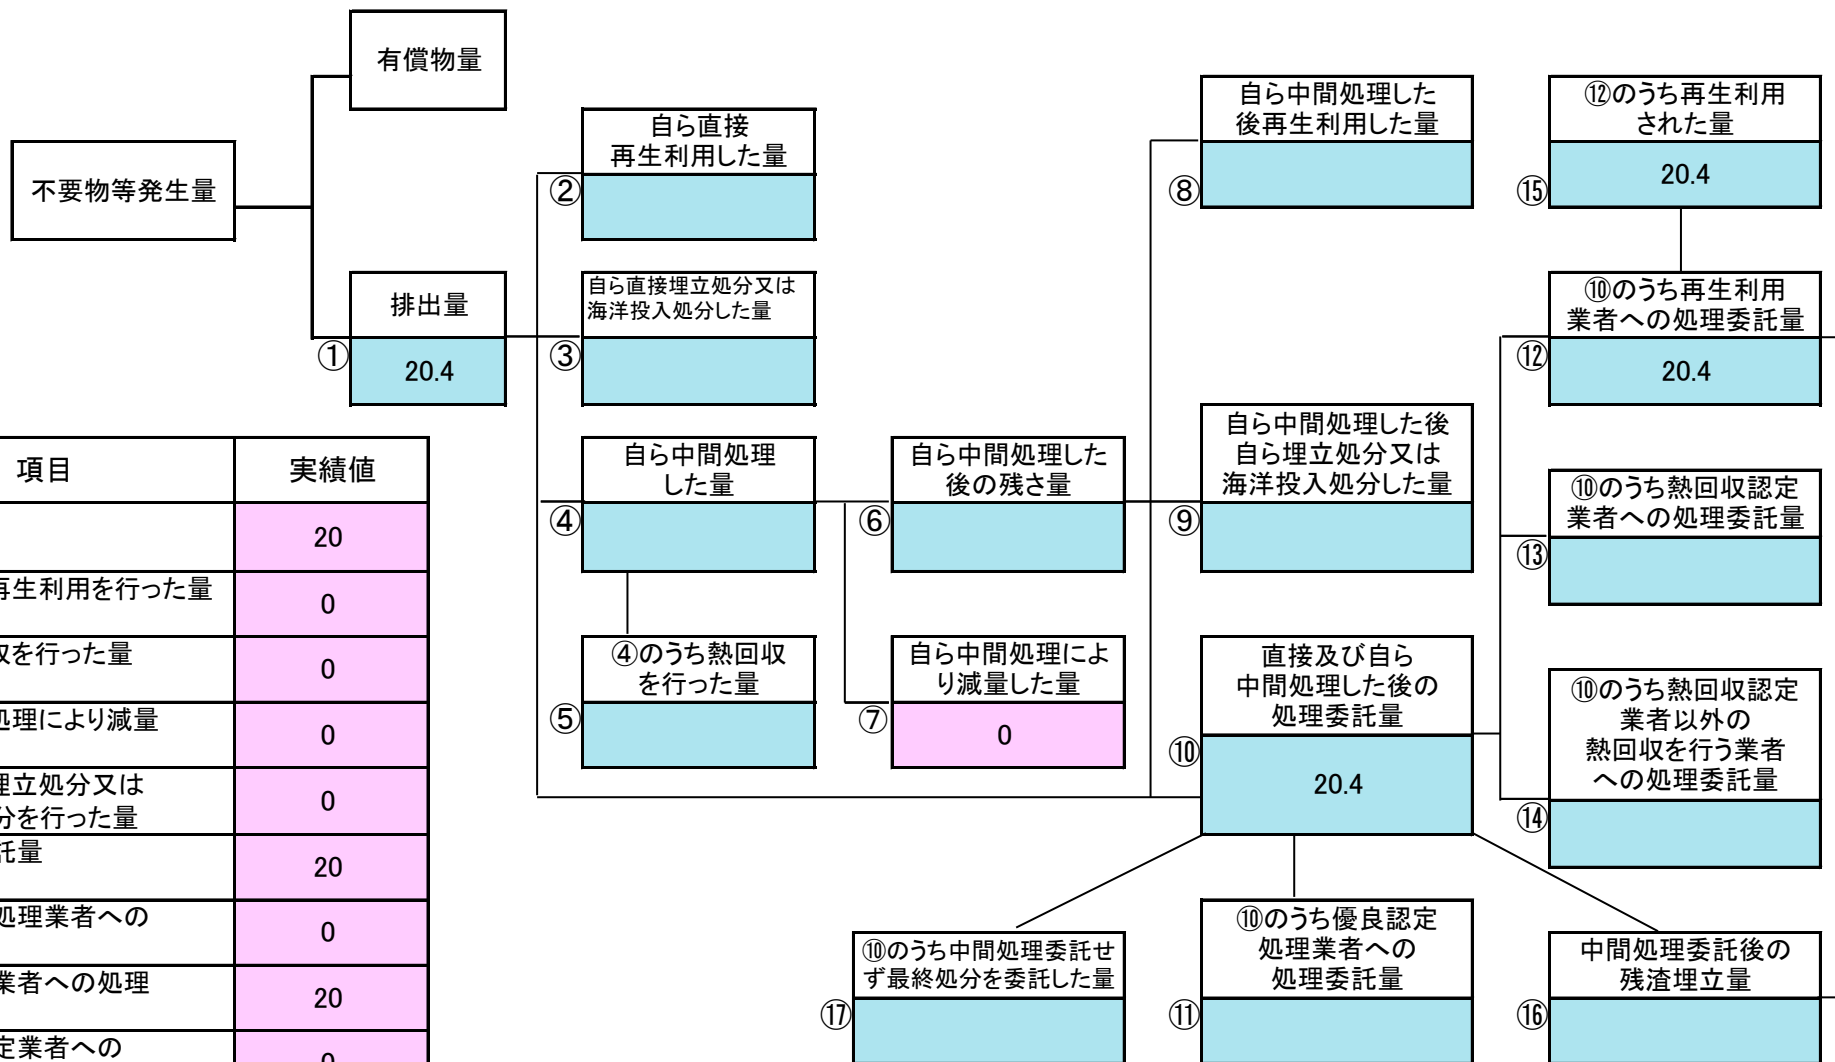 有償物量
不要物等発生量
排出量
①
20.4
自ら直接
再生利用した量
②
自ら直接埋立処分又は
海洋投入処分した量
③
自ら中間処理
した量
④
④のうち熱回収
を行った量
⑤
自ら中間処理した
後の残さ量
⑥
自ら中間処理によ
り減量した量
⑦
0
自ら中間処理した
後再生利用した量
⑧
自ら中間処理した後
自ら埋立処分又は
海洋投入処分した量
⑨
直接及び自ら
中間処理した後の
処理委託量
⑩
20.4
⑫のうち再生利用
された量
⑮
20.4
⑩のうち再生利用
業者への処理委託量
⑫
20.4
⑩のうち熱回収認定
業者への処理委託量
⑬
⑩のうち熱回収認定
業者以外の
熱回収を行う業者
への処理委託量
⑭
⑩のうち中間処理委託せ
ず最終処分を委託した量
⑰
⑩のうち優良認定
処理業者への
処理委託量
⑪
中間処理委託後の
残渣埋立量
⑯
項目 実績値
20
再生利用を行った量 0
を行った量 0
処理により減量 0
埋立処分又は
分を行った量 0
託量 20
処理業者への 0
業者への処理 20
定業者への 0